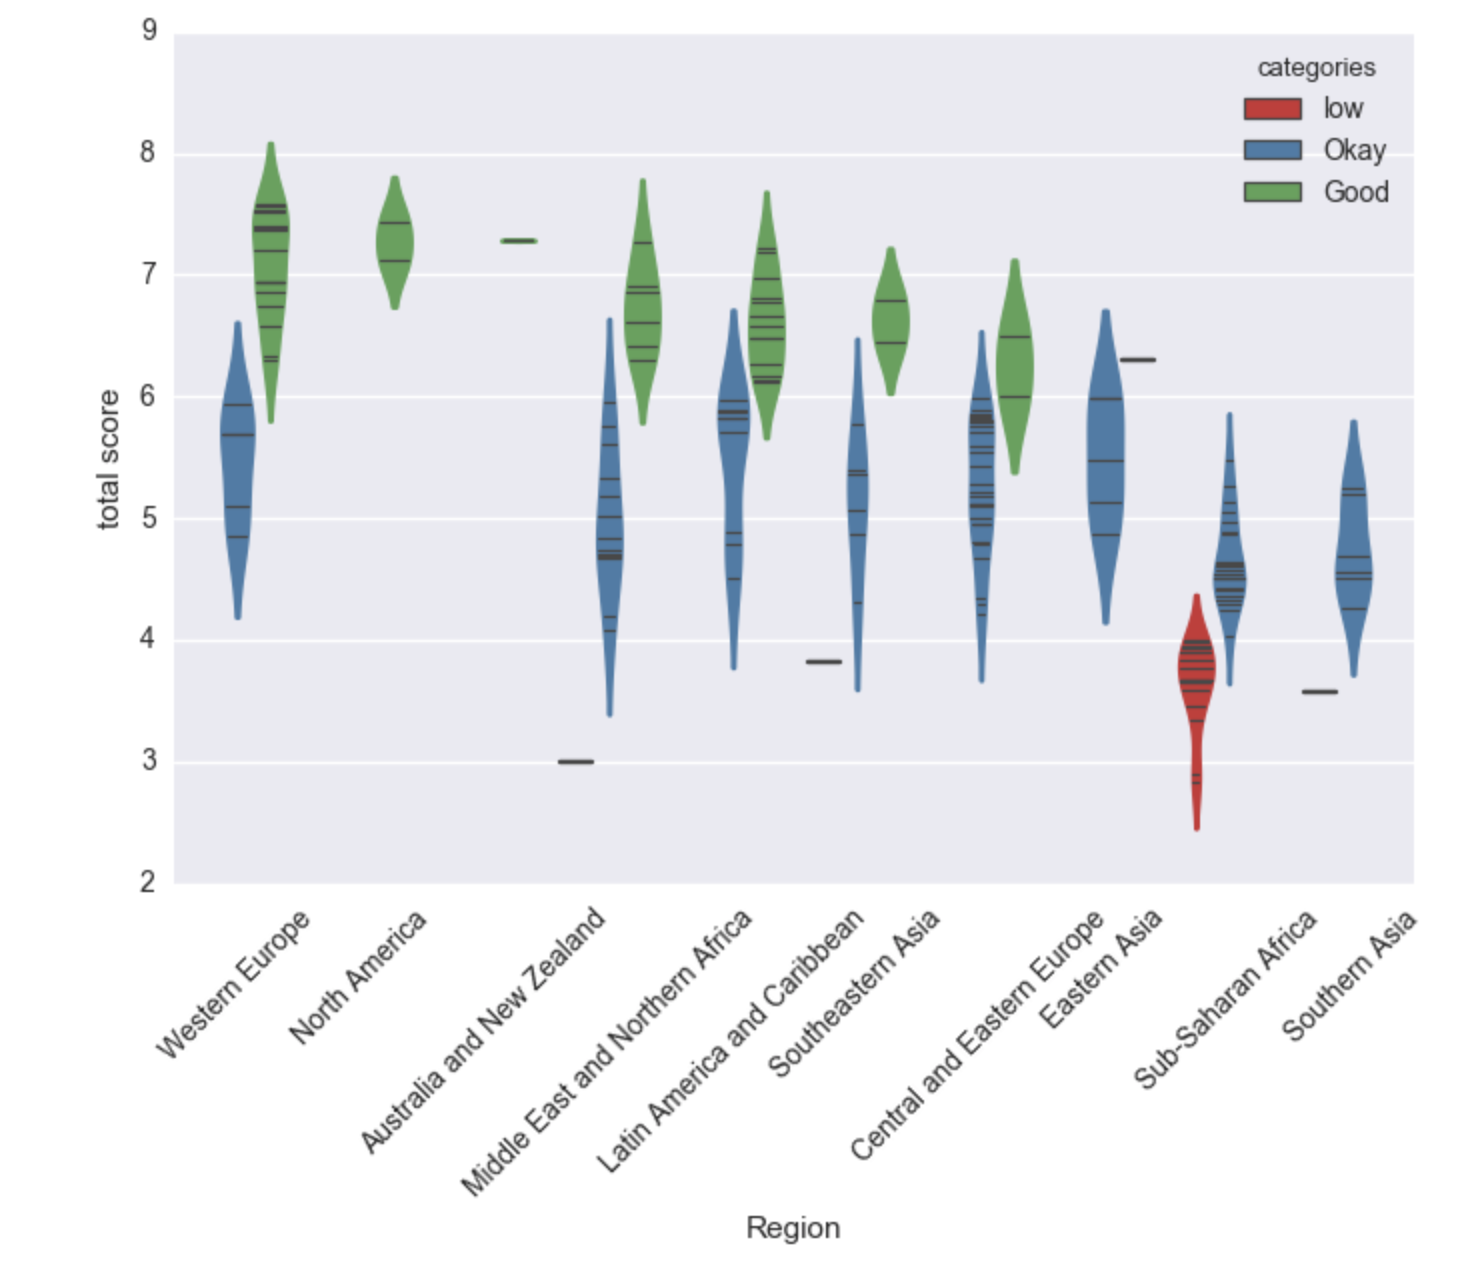 9
8
7
6
5
4
3
2
total score
categories
low
Okay
Good
Western Europe
North America
Australia and New Zealand
Middle East and Northern Africa
Latin America and Caribbean
Southeastern Asia
Central and Eastern Europe
Eastern Asia
Sub-Saharan Africa
Southern Asia
Region